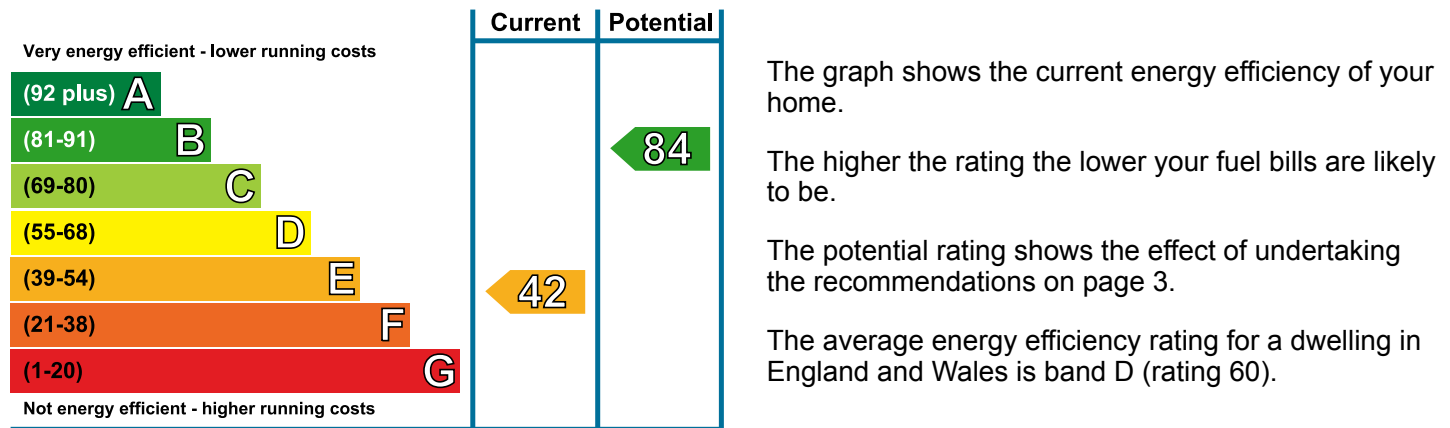 Current Potential
Very energy efficient - lower running costs
(92 plus) A
(81-91) B
84
(69-80) C
(55-68) D
(39-54) E
42
(21-38) F
(1-20) G
Not energy efficient - higher running costs
The graph shows the current energy efficiency of your
home.
The higher the rating the lower your fuel bills are likely
to be.
The potential rating shows the effect of undertaking
the recommendations on page 3.
The average energy efficiency rating for a dwelling in
England and Wales is band D (rating 60).